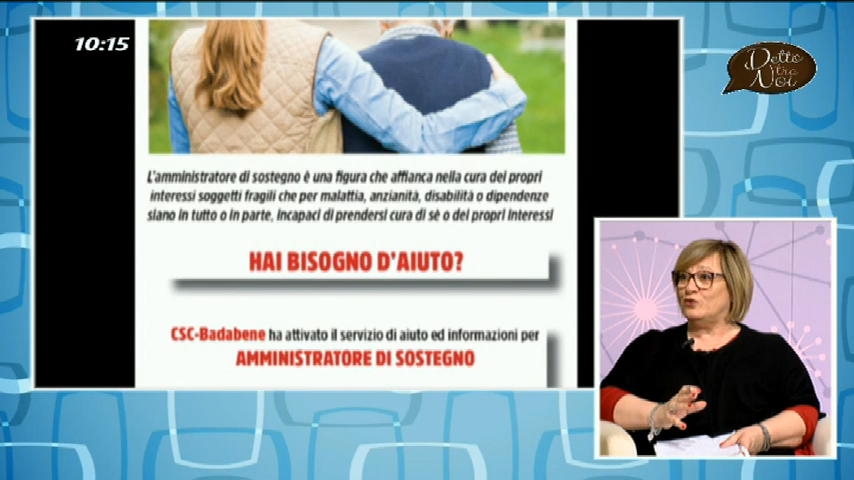 10:15
Detto
tra
Noi
L'amministratore di sostegno è una figura che affianca nella cura dei propri
interessi soggetti fragili che per malattia, anzianità, disabilità o dipendenze
siano in tutto o in parte, incapaci di prendersi cura di sè o dei propri interessi
HAI BISOGNO D'AIUTO?
CSC-Badabene ha attivato il servizio di aiuto ed informazioni per
AMMINISTRATORE DI SOSTEGNO